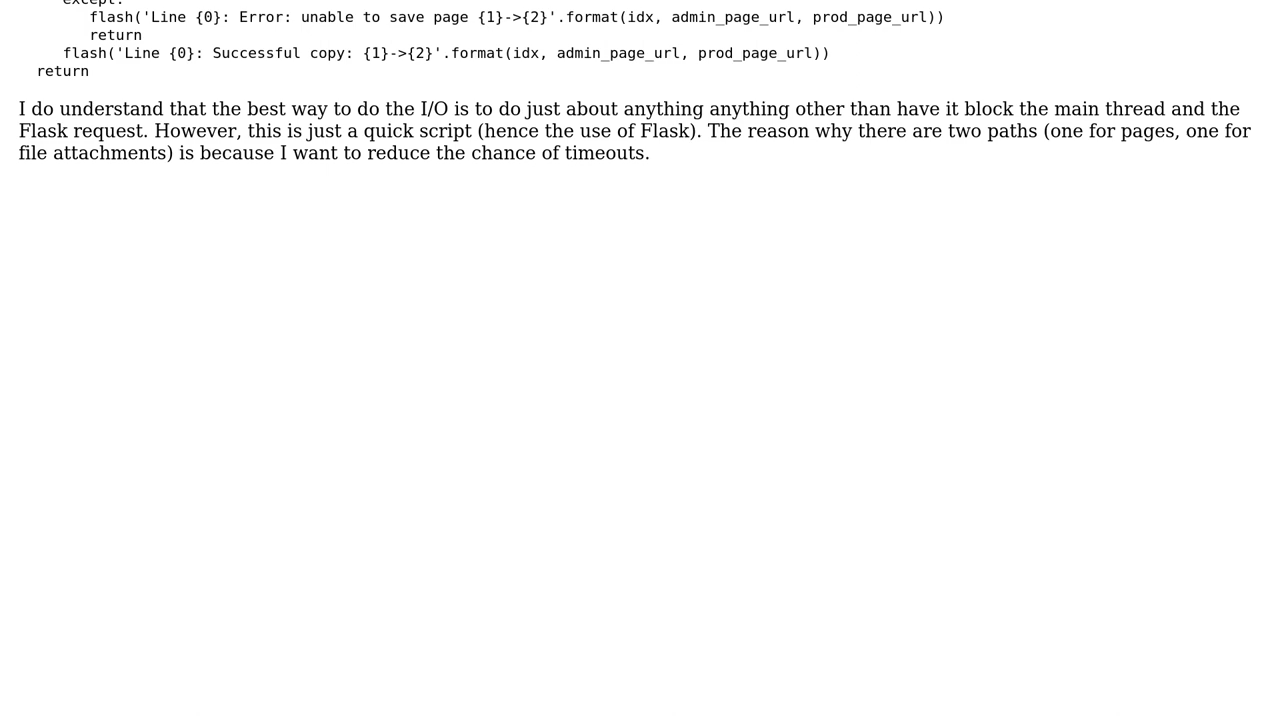 except:
flash('Line {0}: Error: unable to save page {1}->{2}'.format(idx, admin_page_url, prod_page_url))
return
flash('Line {0}: Successful copy: {1}->{2}'.format(idx, admin_page_url, prod_page_url))
return
I do understand that the best way to do the I/O is to do just about anything anything other than have it block the main thread and the
Flask request. However, this is just a quick script (hence the use of Flask). The reason why there are two paths (one for pages, one for
file attachments) is because I want to reduce the chance of timeouts.